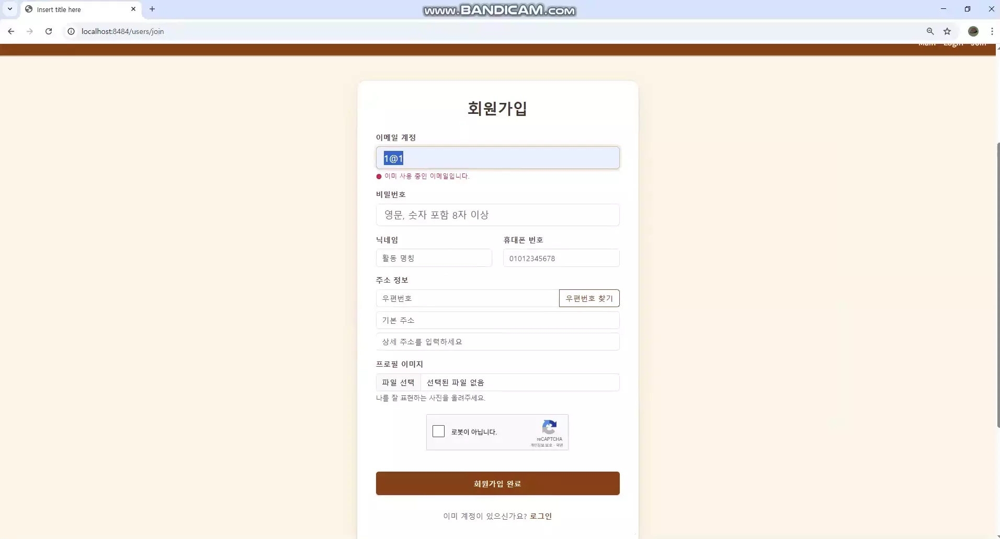 Insert title here
www.BANDICAM.com
localhost:8484/users/join
Main Login Join
회원가입
이메일 계정
1@1
이미 사용 중인 이메일입니다.
비밀번호
영문, 숫자 포함 8자 이상
닉네임 휴대폰 번호
활동 명칭 01012345678
주소 정보
우편번호 우편번호 찾기
기본 주소
상세 주소를 입력하세요
프로필 이미지
파일 선택 선택된 파일 없음
나를 잘 표현하는 사진을 올려주세요.
로봇이 아닙니다.
reCAPTCHA
개인정보 보호 - 약관
회원가입 완료
이미 계정이 있으신가요? 로그인